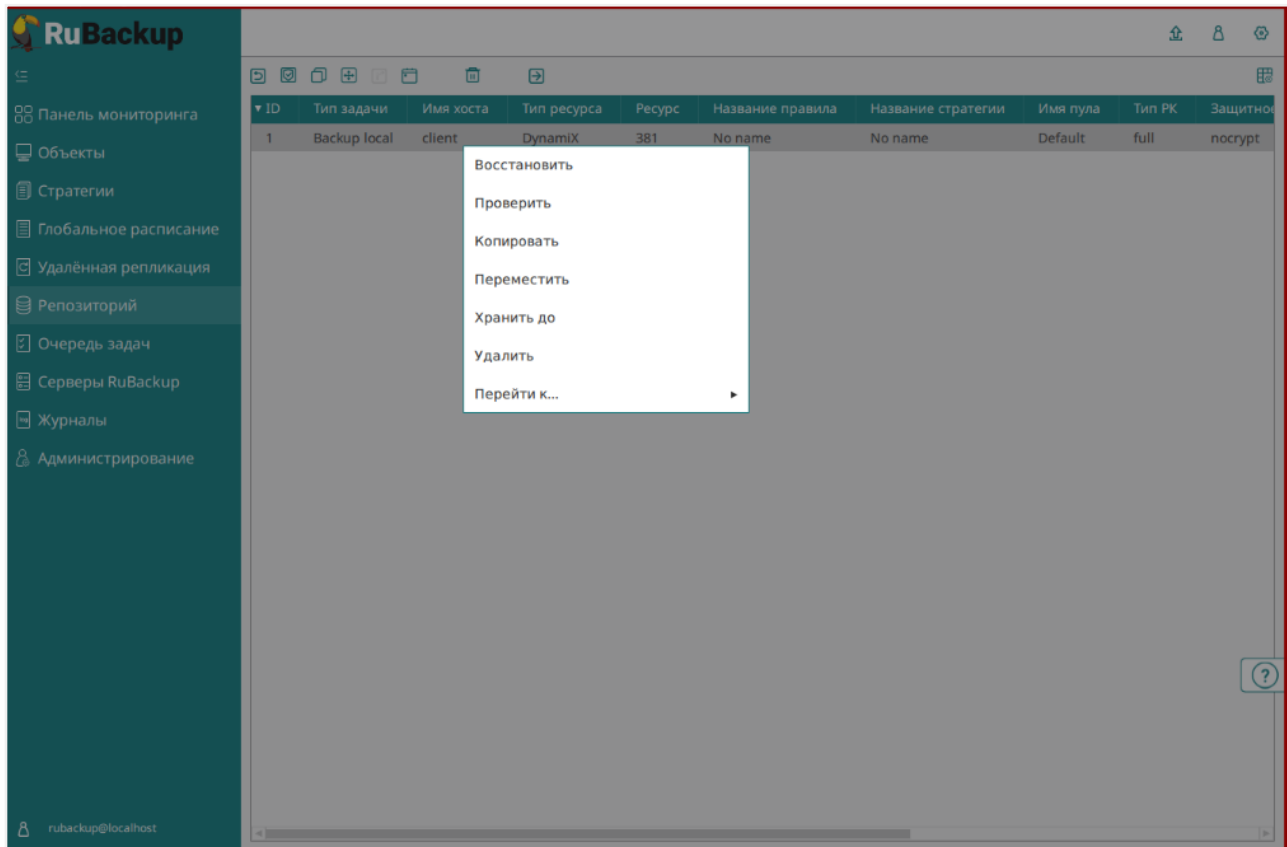 RuBackup
Панель мониторинга
Объекты
Стратегии
Глобальное расписание
Удалённая репликация
Репозиторий
Очередь задач
Серверы RuBackup
Журналы
Администрирование
rubackup@localhost
ID Тип задачи Имя хоста Тип ресурса Ресурс Название правила Название стратегии Имя пула Тип РК Защитное
1 Backup local client DynamiX 381 No name No name Default full nocrypt
Восстановить
Проверить
Копировать
Переместить
Хранить до
Удалить
Перейти к...
?